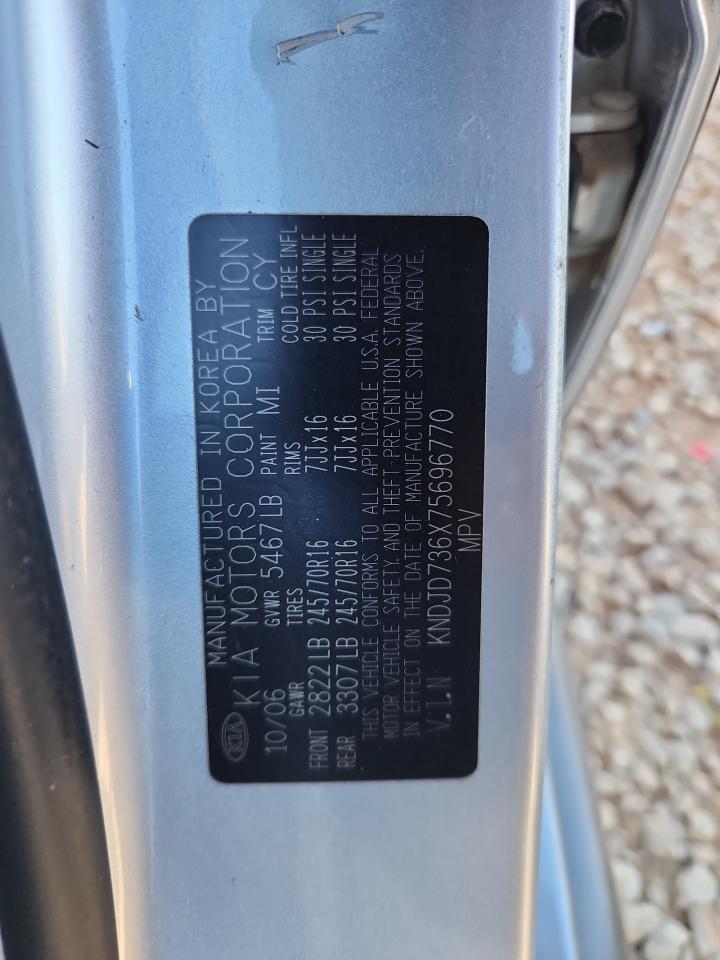 MANUFACTURED IN KOREA BY
KIA KIA MOTORS CORPORATION
10/06 GVWR 5467LB PAINT MI TRIM CY
GAWR TIRES RIMS COLD TIRE INFL
FRONT 2822LB 245/70R16 7JJx16 30 PSI SINGLE
REAR 3307LB 245/70R16 7JJx16 30 PSI SINGLE
THIS VEHICLE CONFORMS TO ALL APPLICABLE U.S.A. FEDERAL
MOTOR VEHICLE SAFETY, AND THEFT-PREVENTION STANDARDS
IN EFFECT ON THE DATE OF MANUFACTURE SHOWN ABOVE.
V.I.N KNDJD736X75696770
MPV